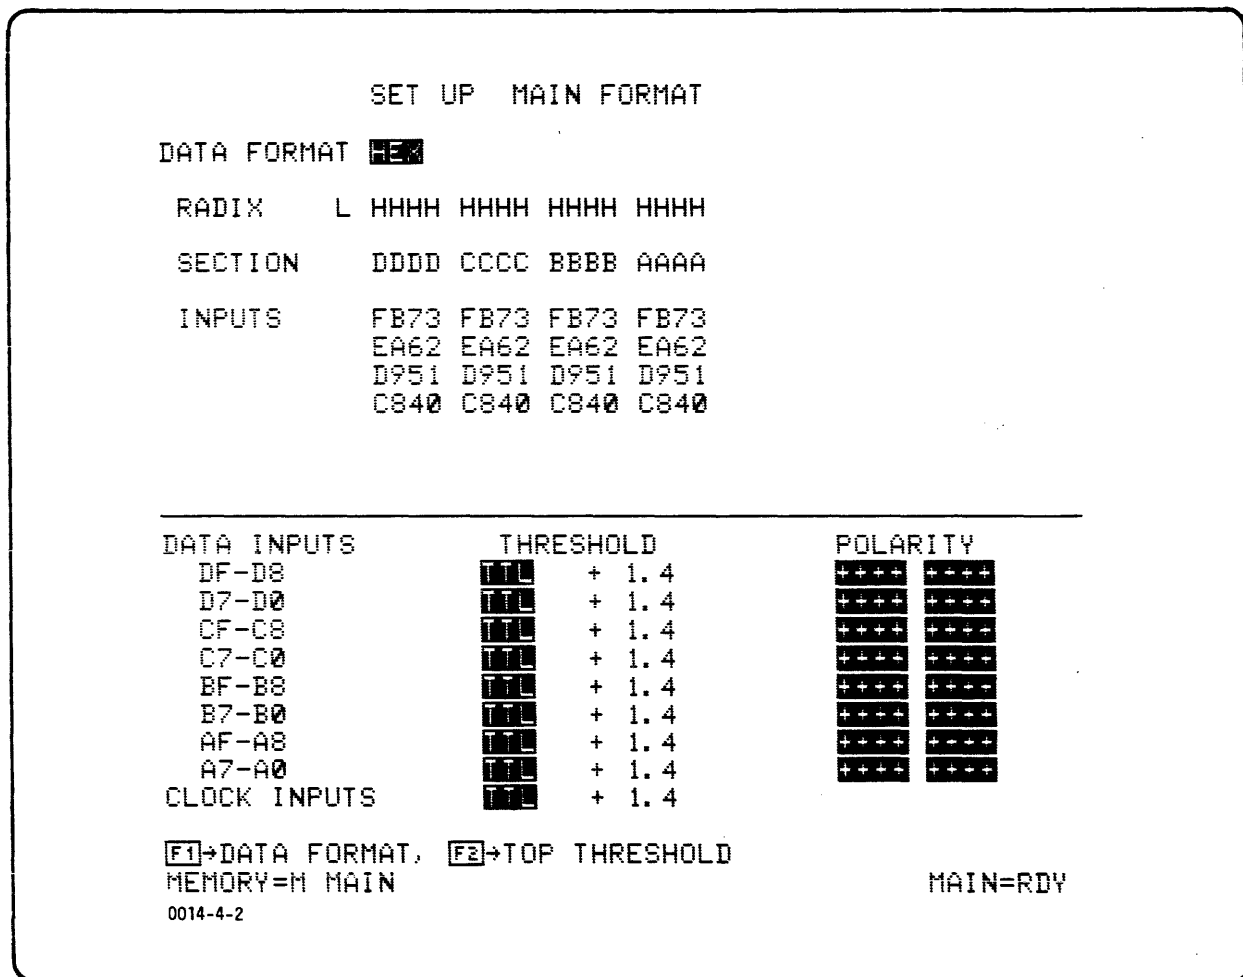 SET UP MAIN FORMAT
DATA FORMAT HEX
RADIX L HHHH HHHH HHHH HHHH
SECTION DDDD CCCC BBBB AAAA
INPUTS FB73 FB73 FB73 FB73
EA62 EA62 EA62 EA62
D951 D951 D951 D951
C840 C840 C840 C840
DATA INPUTS THRESHOLD POLARITY
DF-D8 TTL + 1.4 ++++ ++++
D7-D0 TTL + 1.4 ++++ ++++
CF-C8 TTL + 1.4 ++++ ++++
C7-C0 TTL + 1.4 ++++ ++++
BF-B8 TTL + 1.4 ++++ ++++
B7-B0 TTL + 1.4 ++++ ++++
AF-A8 TTL + 1.4 ++++ ++++
A7-A0 TTL + 1.4 ++++ ++++
CLOCK INPUTS TTL + 1.4
F1→DATA FORMAT, F2→TOP THRESHOLD
MEMORY=M MAIN MAIN=RDY
0014-4-2